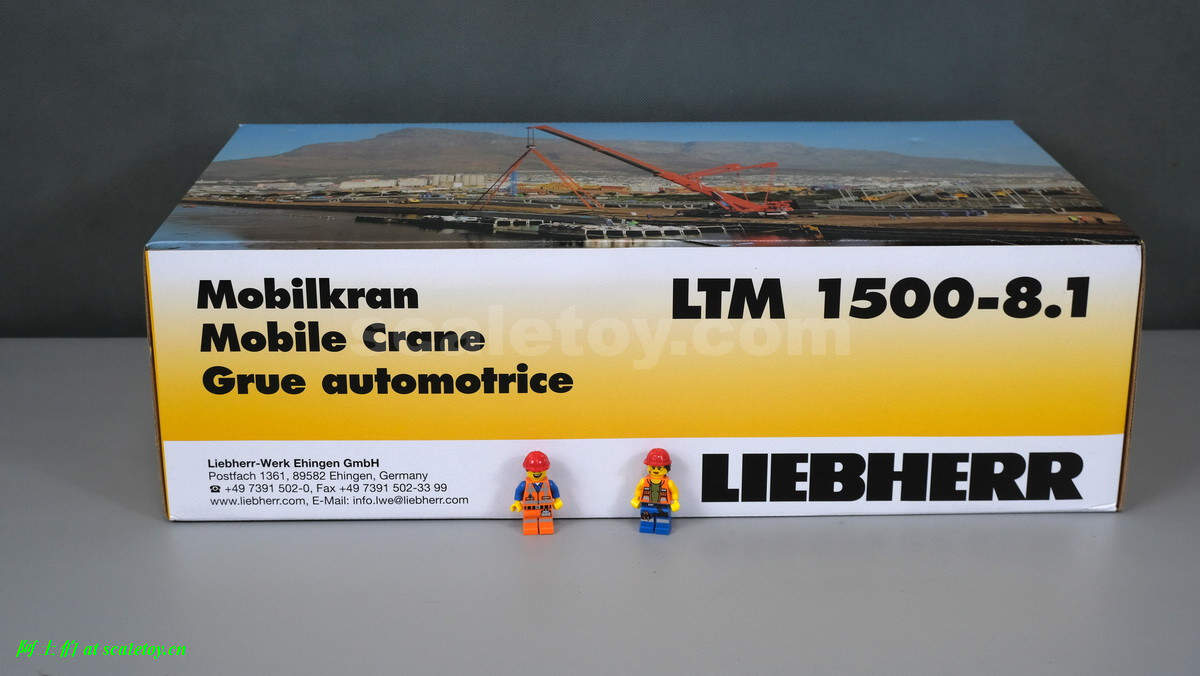 Mobilkran
Mobile Crane
Grue automotrice
LTM 1500-8.1
scaletoy.com
Liebherr-Werk Ehingen GmbH
Postfach 1361, 89582 Ehingen, Germany
☎ +49 7391 502-0, Fax +49 7391 502-33 99
www.liebherr.com, E-Mail: info.lwe@liebherr.com
LIEBHERR
阿土伯 at scaletoy.cn